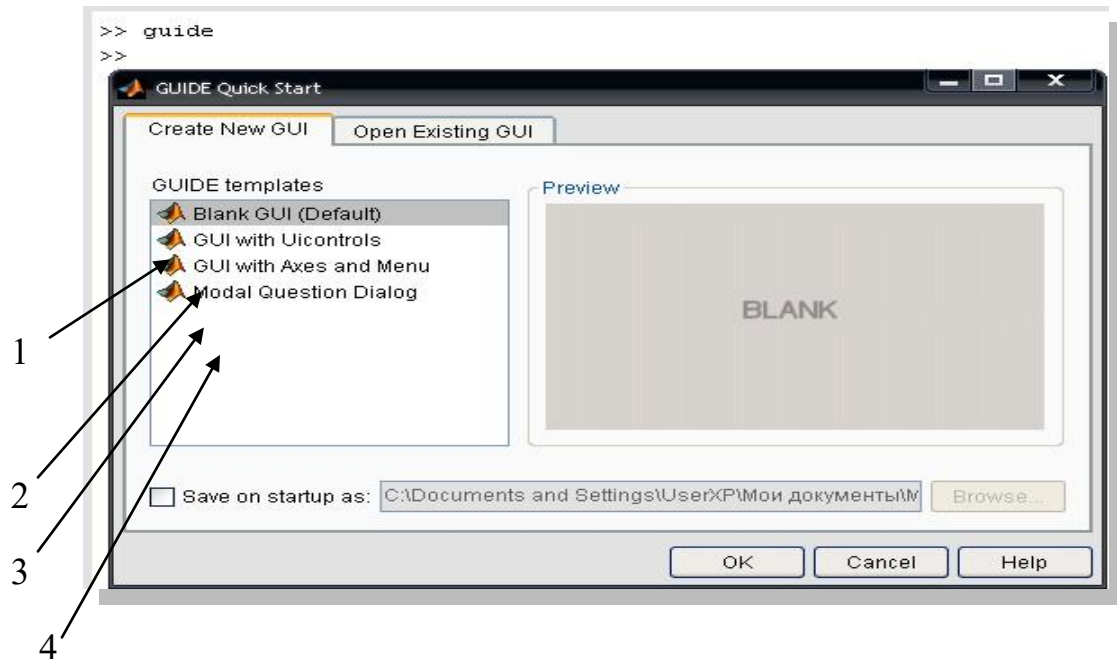 >> guide
>>
GUIDE Quick Start
Create New GUI Open Existing GUI
GUIDE templates
Preview
Blank GUI (Default)
GUI with Uicontrols
GUI with Axes and Menu
Modal Question Dialog
BLANK
1
2
3
4
Save on startup as: C:\Documents and Settings\UserXP\Мои документы\M Browse...
OK Cancel Help